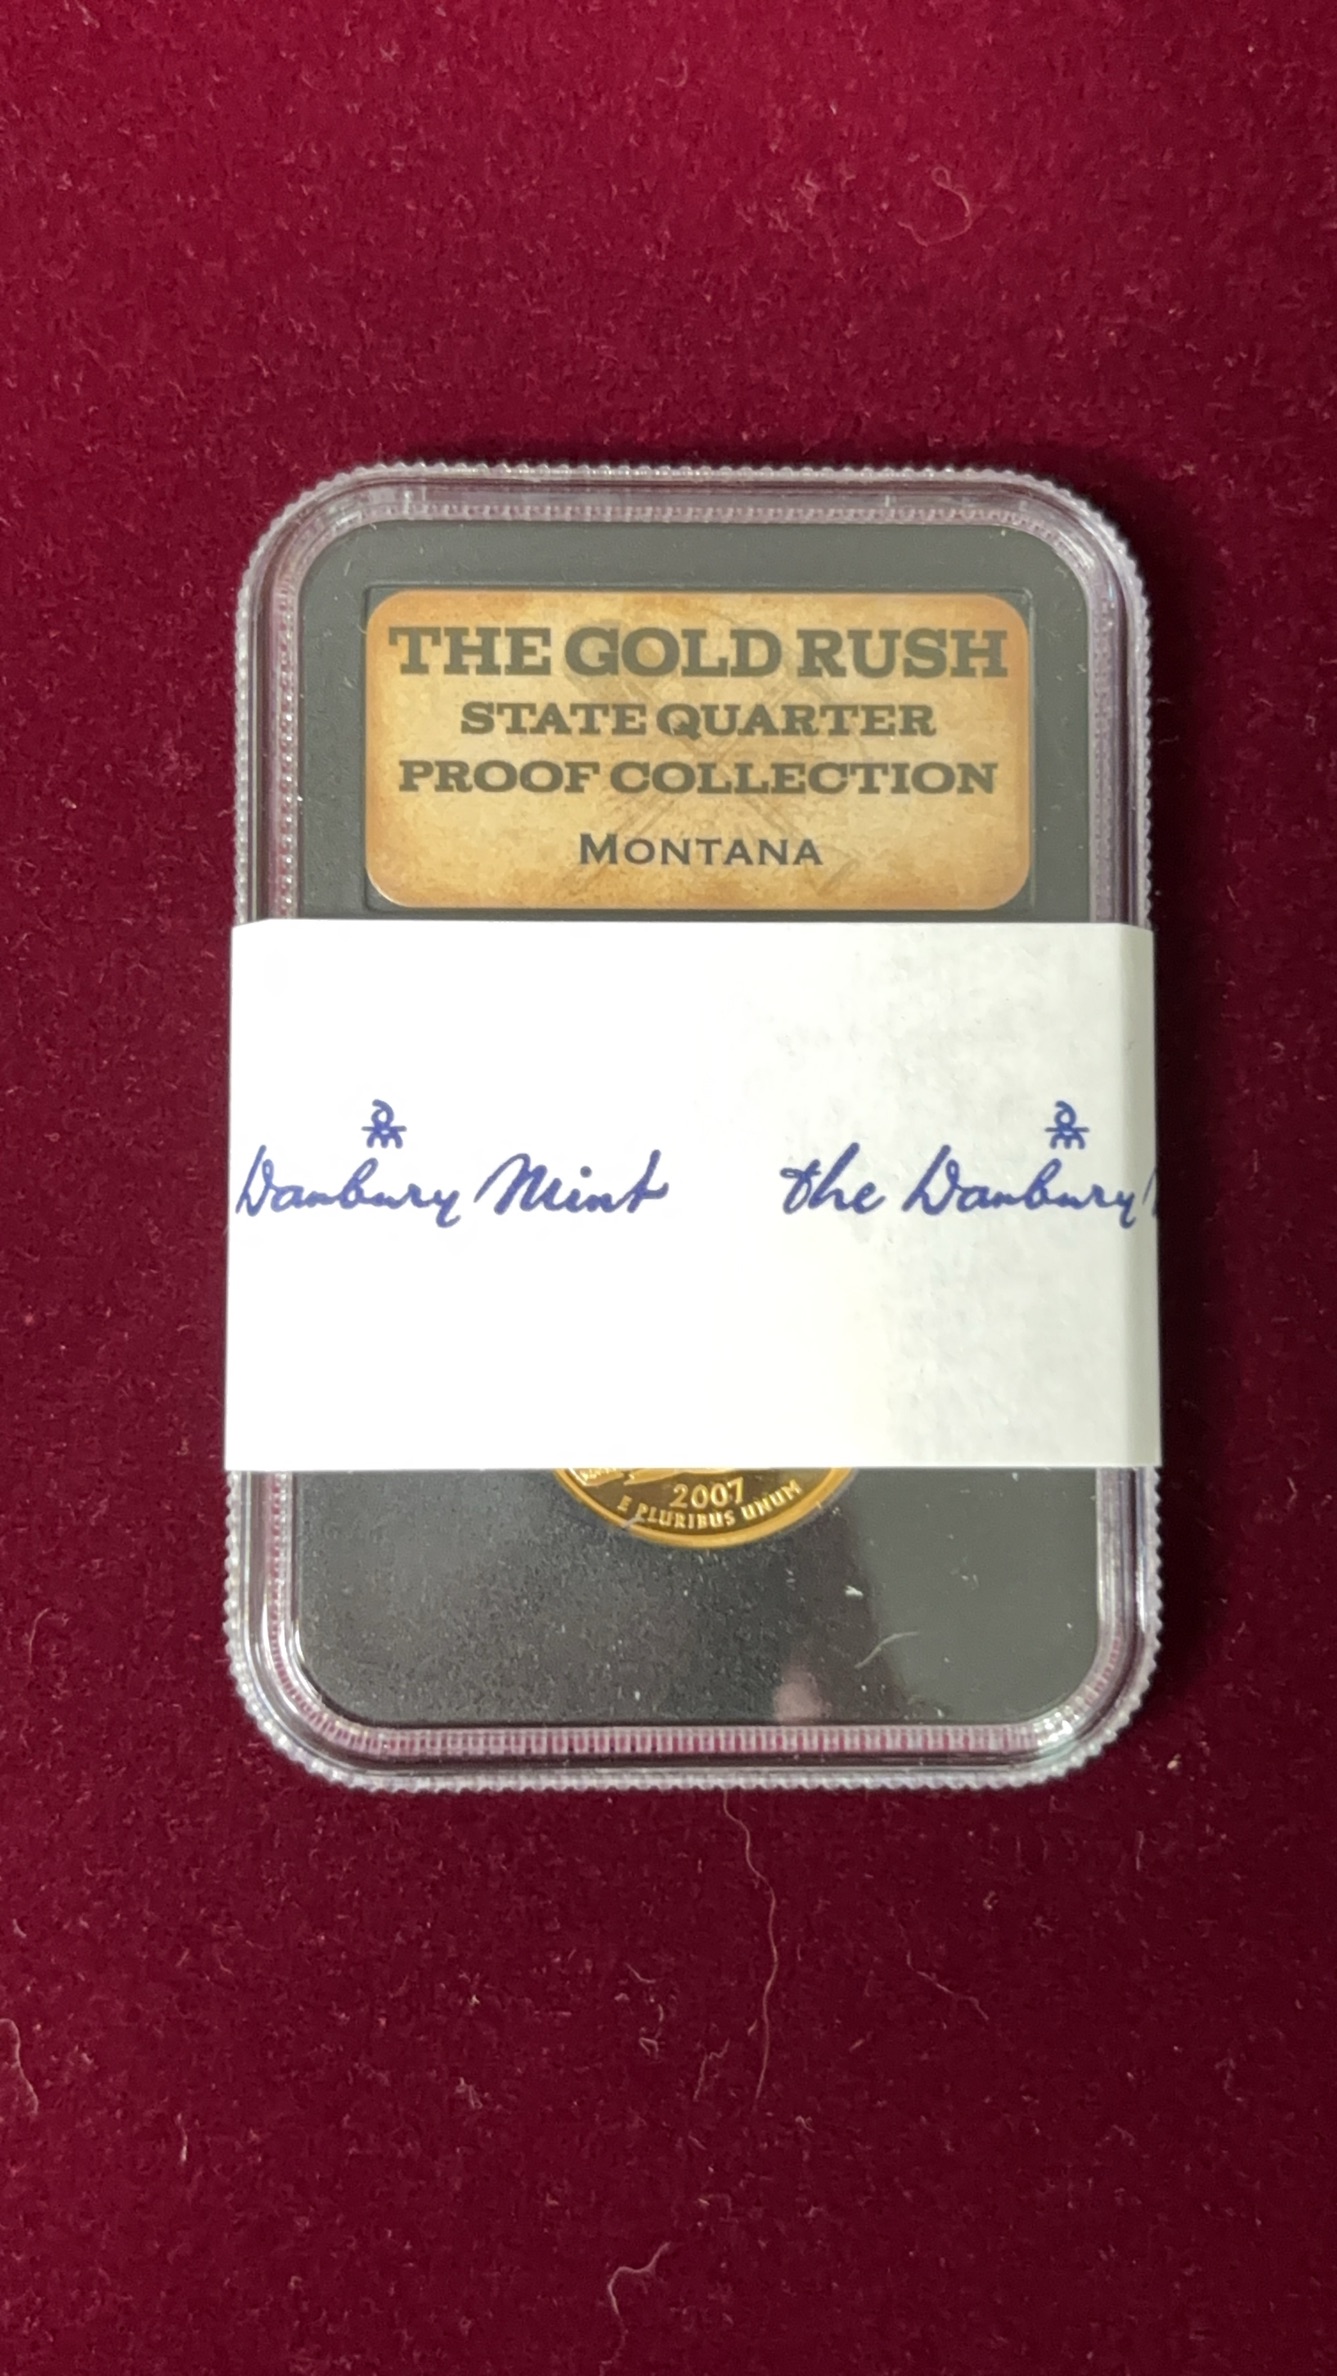 THE GOLD RUSH
STATE QUARTER
PROOF COLLECTION
MONTANA
Danbury Mint the Danbury
2007
E PLURIBUS UNUM